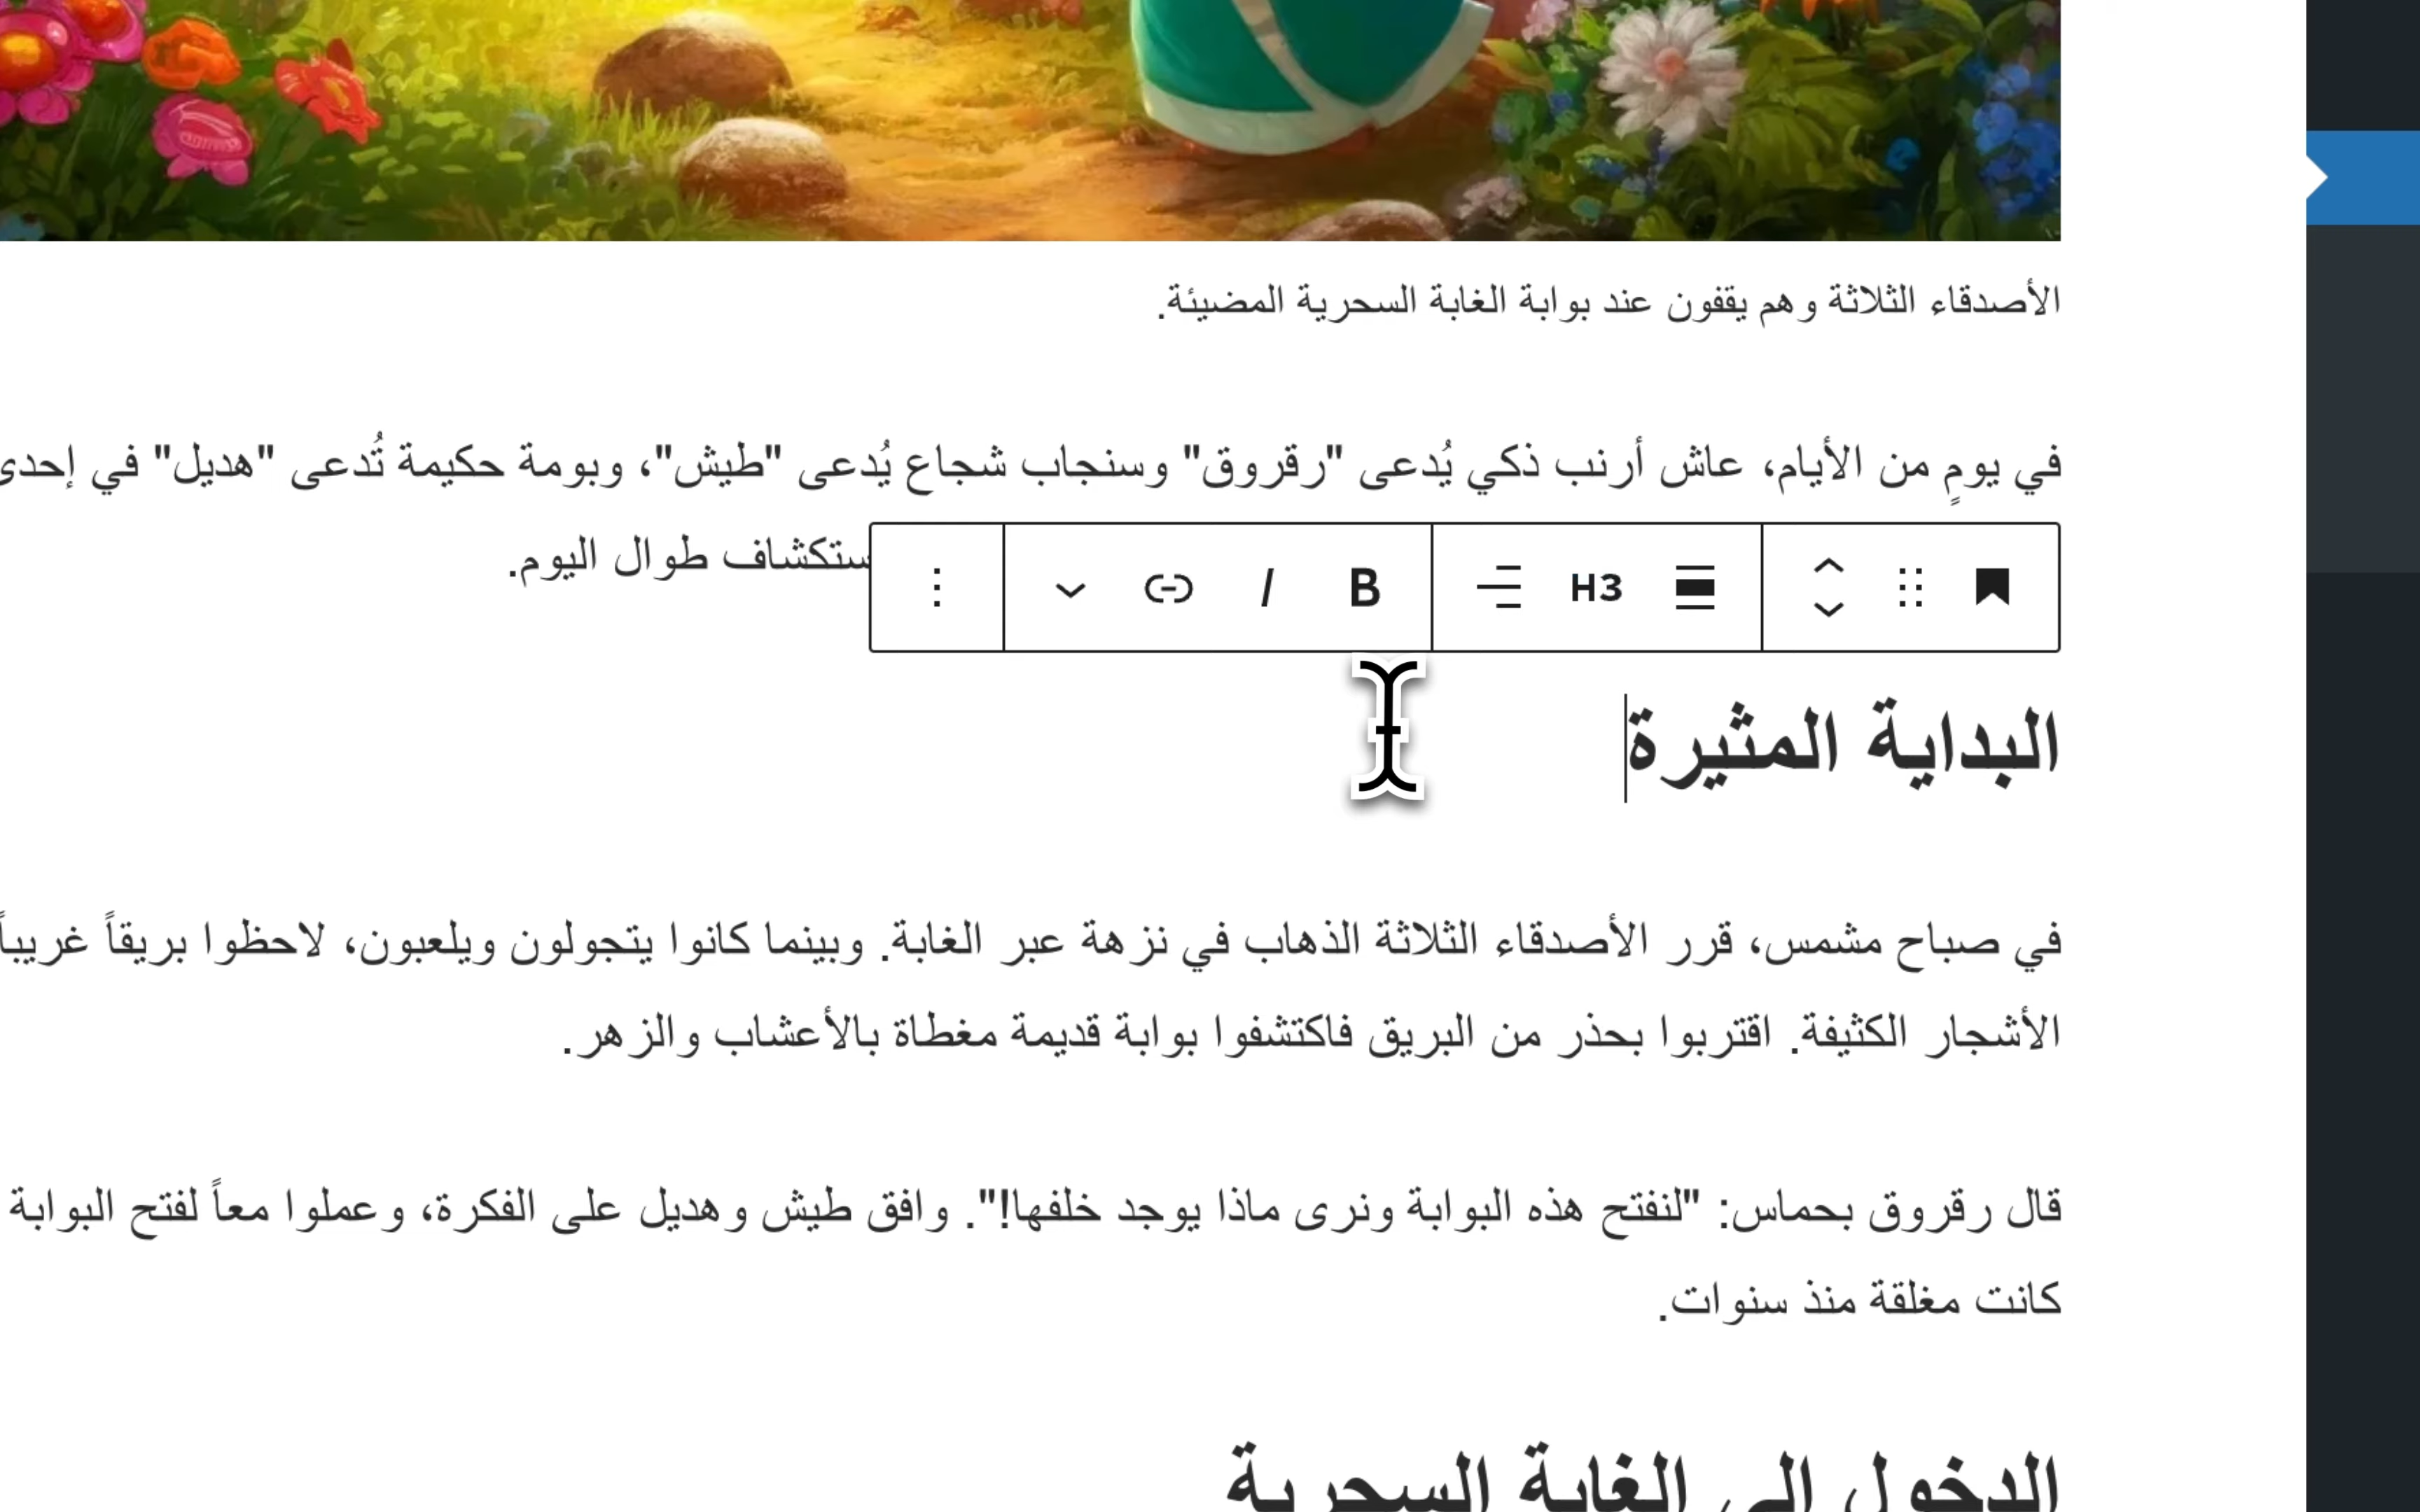 الأصدقاء الثلاثة وهم يقفون عند بوابة الغابة السحرية المضيئة.
في يومٍ من الأيام، عاش أرنب ذكي يُدعى "رقروق" وسنجاب شجاع يُدعى "طيش"، وبومة حكيمة تُدعى "هديل" في إحدى
ستكشاف طوال اليوم.
H3 I B
البداية المثيرة
في صباح مشمس، قرر الأصدقاء الثلاثة الذهاب في نزهة عبر الغابة. وبينما كانوا يتجولون ويلعبون، لاحظوا بريقاً غريباً
الأشجار الكثيفة. اقتربوا بحذر من البريق فاكتشفوا بوابة قديمة مغطاة بالأعشاب والزهر.
قال رقروق بحماس: "لنفتح هذه البوابة ونرى ماذا يوجد خلفها!". وافق طيش وهديل على الفكرة، وعملوا معاً لفتح البوابة
كانت مغلقة منذ سنوات.
الدخول إلى الغابة السحرية